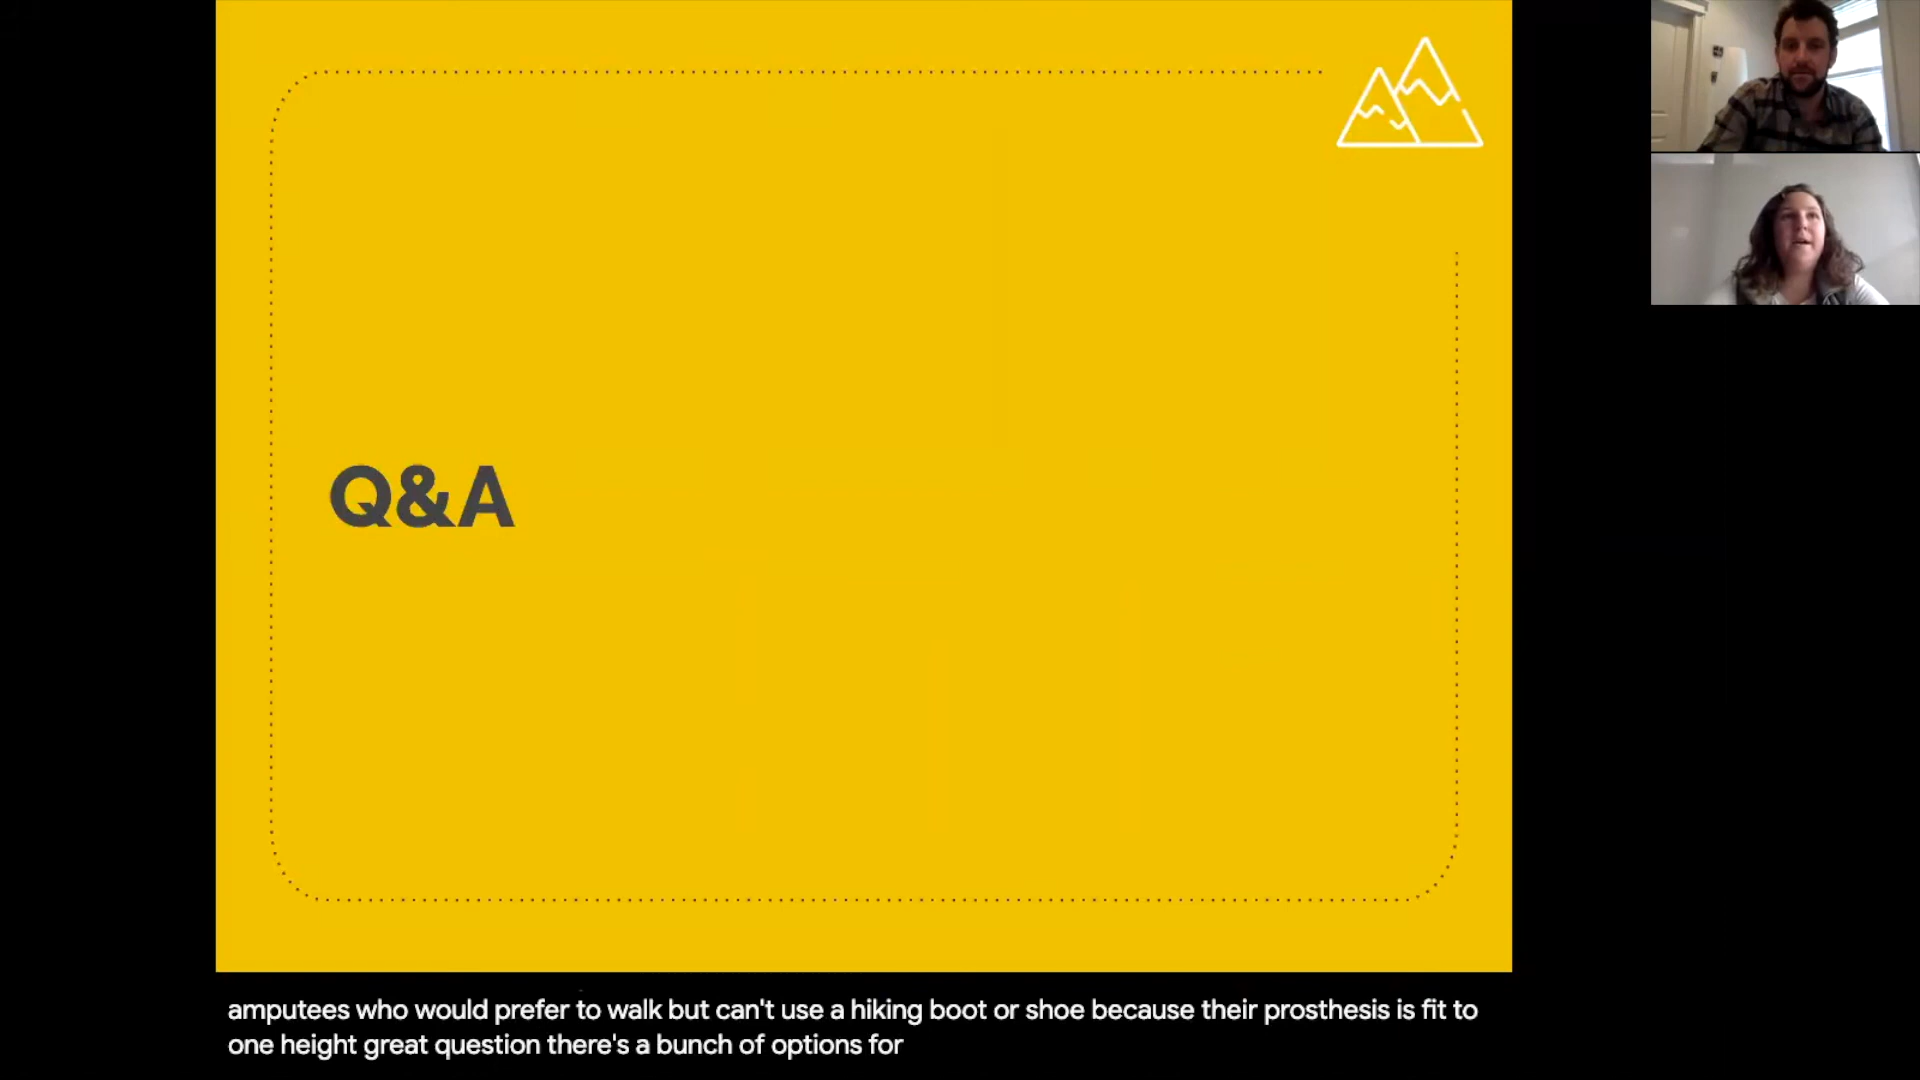 Q&A
amputees who would prefer to walk but can't use a hiking boot or shoe because their prosthesis is fit to
one height great question there's a bunch of options for